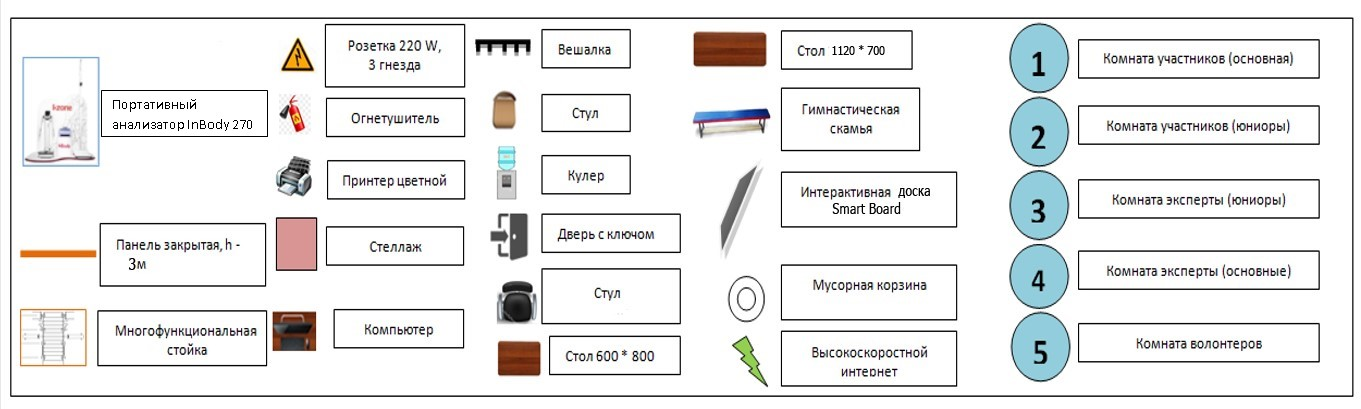 Портативный
анализатор InBody 270
Панель закрытая, h -
3м
Многофункциональная
стойка
Розетка 220 W,
3 гнезда
Огнетушитель
Принтер цветной
Стеллаж
Компьютер
Вешалка
Стул
Кулер
Дверь с ключом
Стул
Стол 600 * 800
Стол 1120 * 700
Гимнастическая
скамья
Интерактивная доска
Smart Board
Мусорная корзина
Высокоскоростной
интернет
1
Комната участников (основная)
2
Комната участников (юниоры)
3
Комната эксперты (юниоры)
4
Комната эксперты (основные)
5
Комната волонтеров